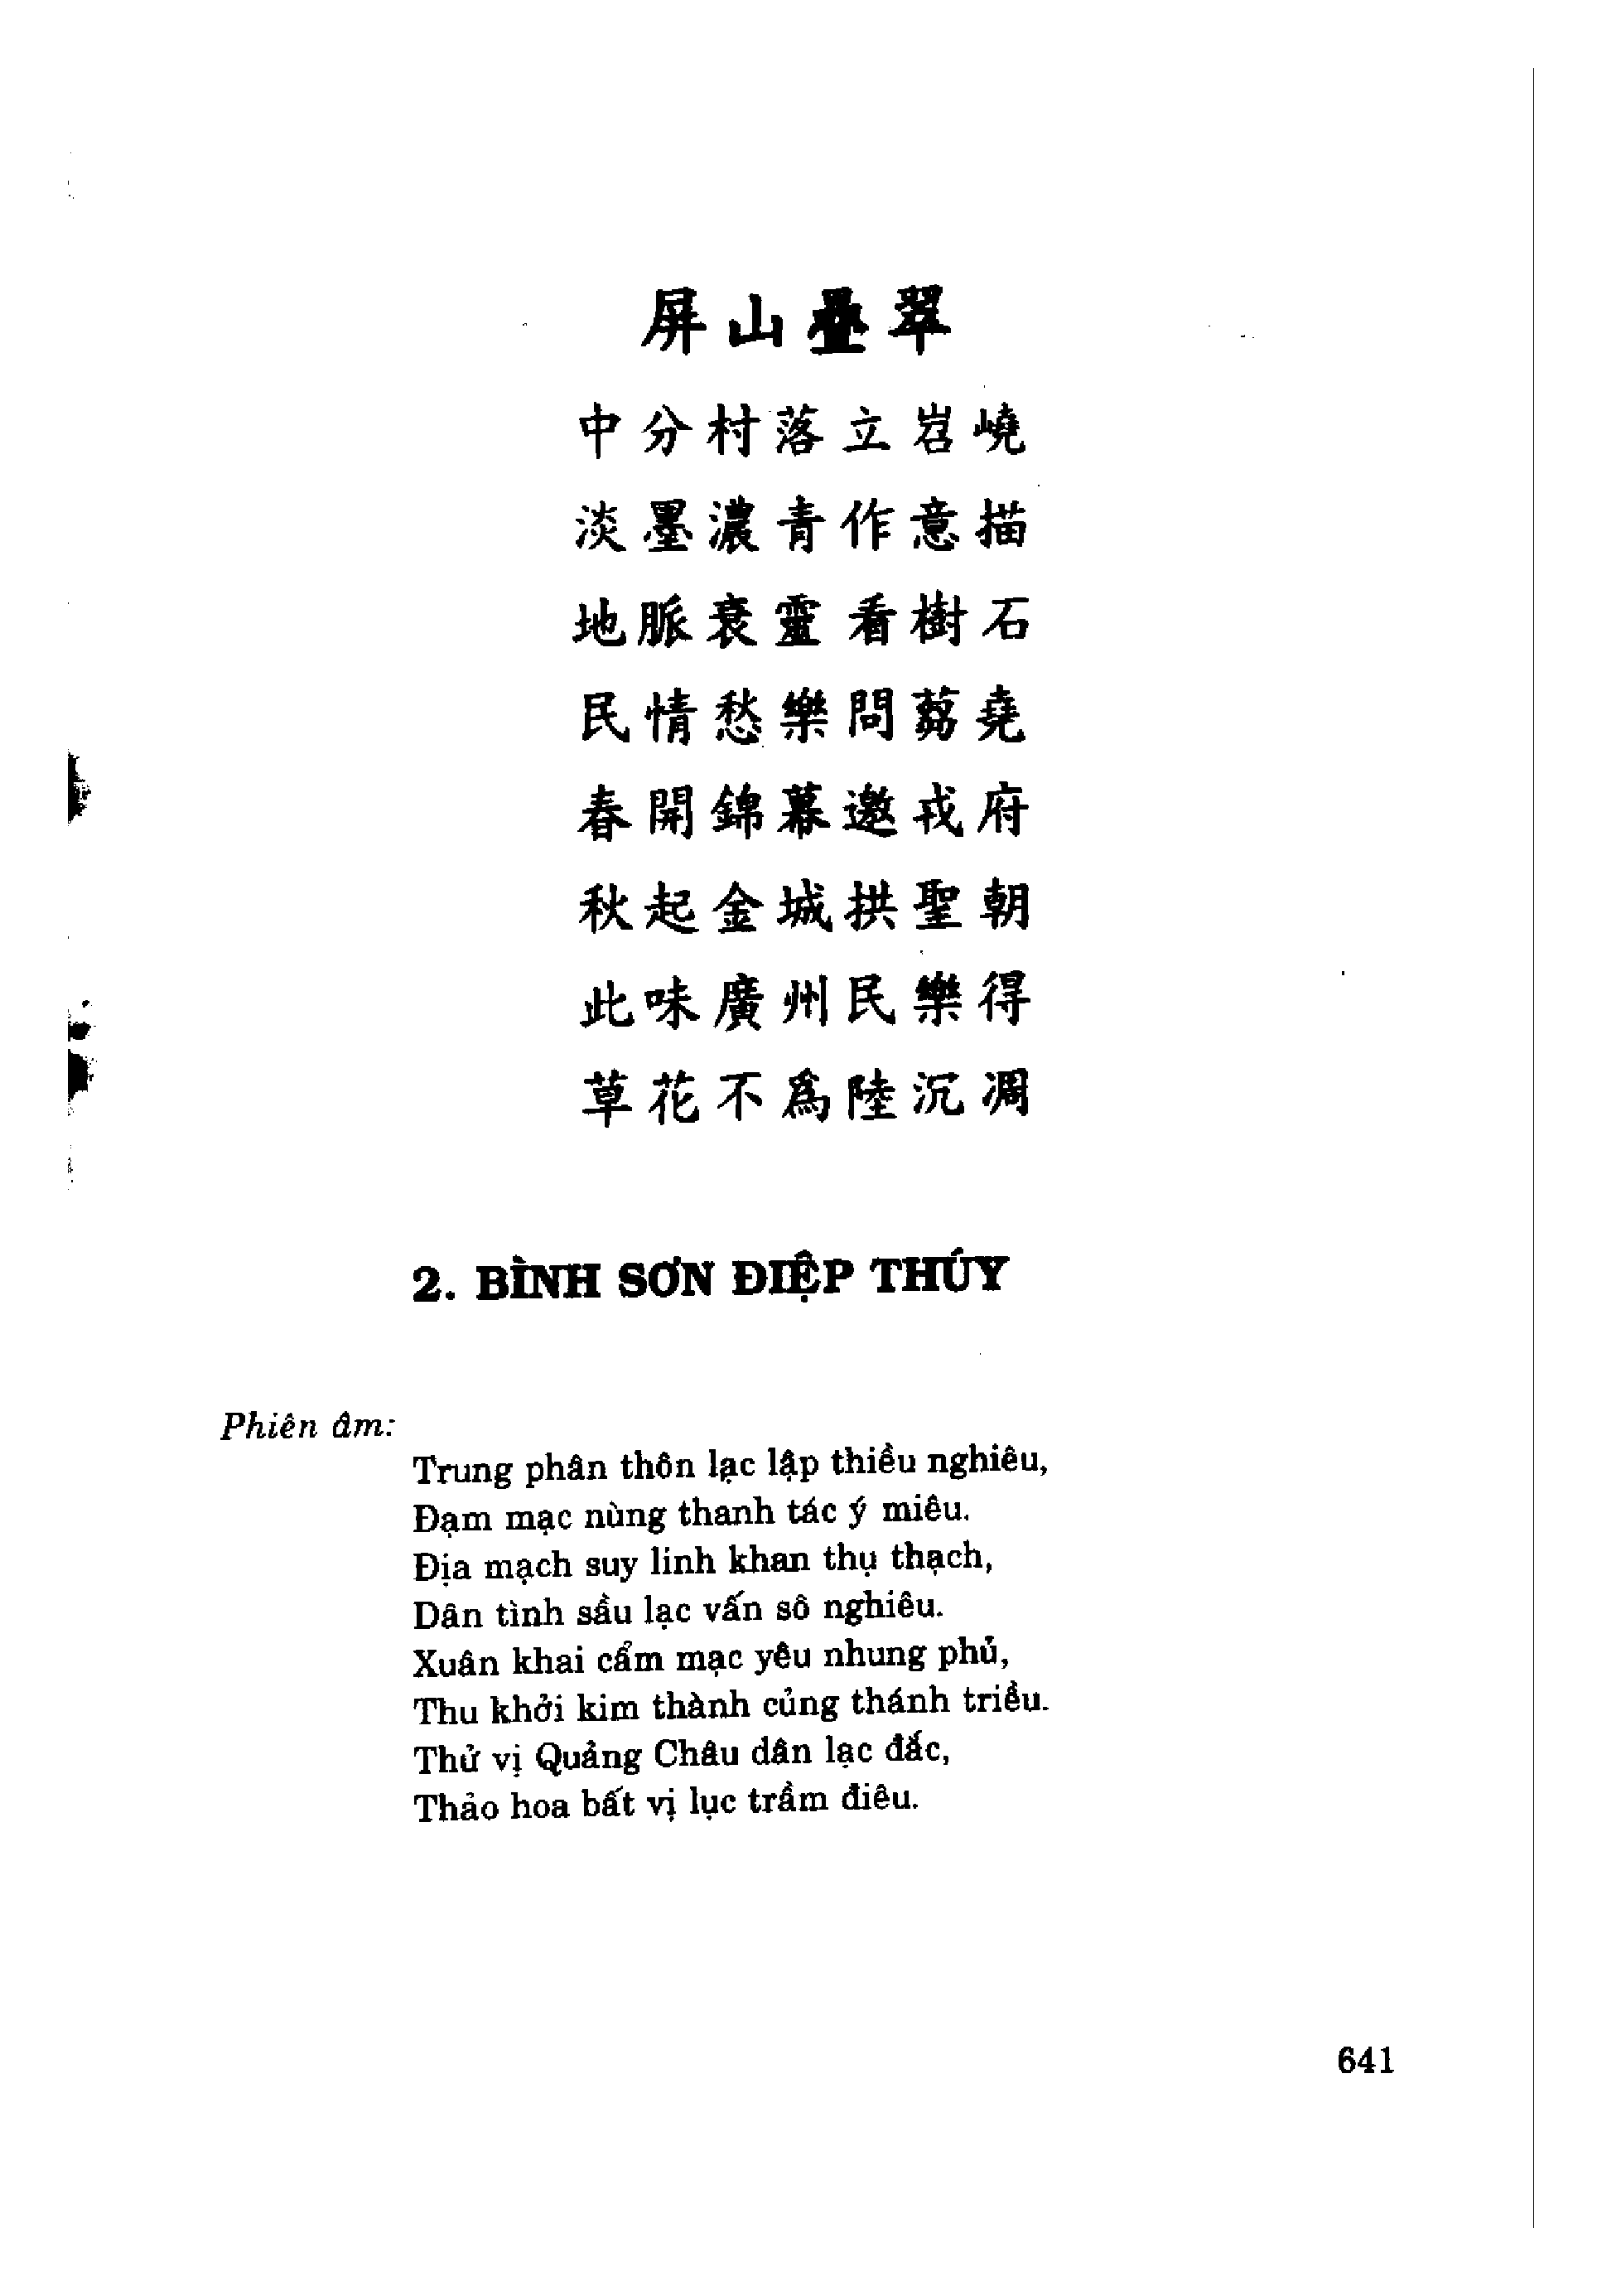 屏山疊翠
中分村落立岧嶢
淡墨濃青作意描
地脈衰靈看樹石
民情愁樂問蒭堯
春開錦幕邀戎府
秋起金城拱聖朝
此味廣州民樂得
草花不爲陸沉凋
2. BÌNH SƠN ĐIỆP THÚY
Phiên âm:
Trung phân thôn lạc lập thiều nghiêu,
Đạm mạc nùng thanh tác ý miêu.
Địa mạch suy linh khan thụ thạch,
Dân tình sầu lạc vấn sô nghiêu.
Xuân khai cẩm mạc yêu nhung phủ,
Thu khởi kim thành củng thánh triều.
Thử vị Quảng Châu dân lạc đắc,
Thảo hoa bất vị lục trầm điêu.
641